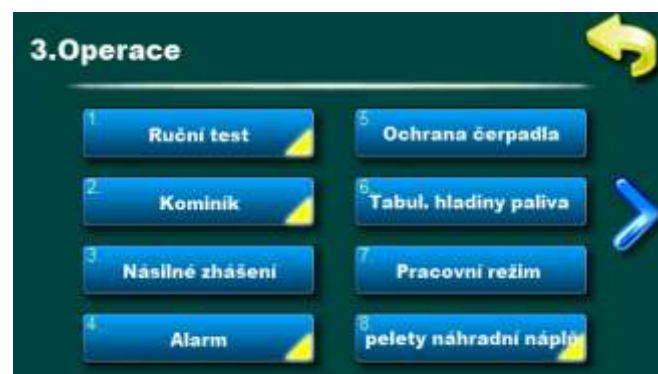 3.Operace
1. Ruční test
2. Kominík
3. Násilné zhášení
4. Alarm
5. Ochrana čerpadla
6. Tabul. hladiny paliva
7. Pracovní režim
8. pelety náhradní náplň